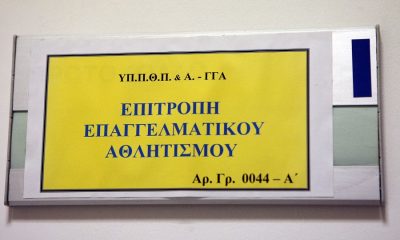 ΥΠ.Π.Θ.Π. & Α. - ΓΓΑ
ΕΠΙΤΡΟΠΗ
ΕΠΑΓΓΕΛΜΑΤΙΚΟΥ
ΑΘΛΗΤΙΣΜΟΥ
Αρ. Γρ. 0044 – Α΄